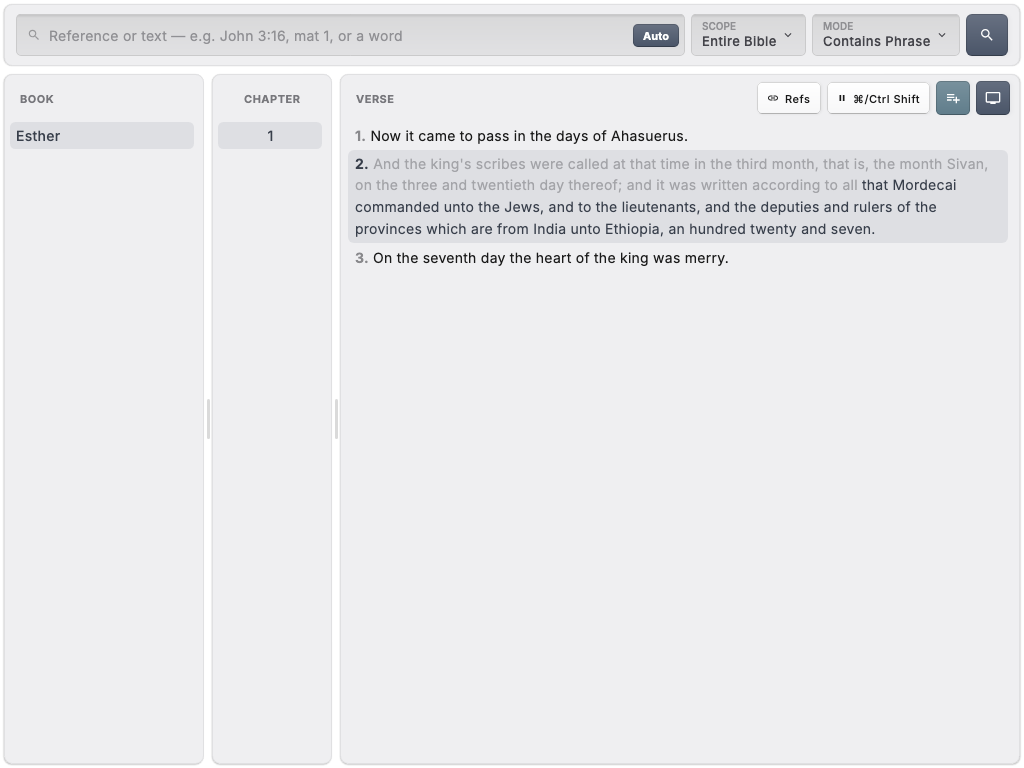 Reference or text — e.g. John 3:16, mat 1, or a word
Auto
SCOPE
Entire Bible
MODE
Contains Phrase
BOOK
Esther
CHAPTER
1
VERSE
Refs
⌘/Ctrl Shift
1. Now it came to pass in the days of Ahasuerus.
2. And the king's scribes were called at that time in the third month, that is, the month Sivan,
on the three and twentieth day thereof; and it was written according to all that Mordecai
commanded unto the Jews, and to the lieutenants, and the deputies and rulers of the
provinces which are from India unto Ethiopia, an hundred twenty and seven.
3. On the seventh day the heart of the king was merry.